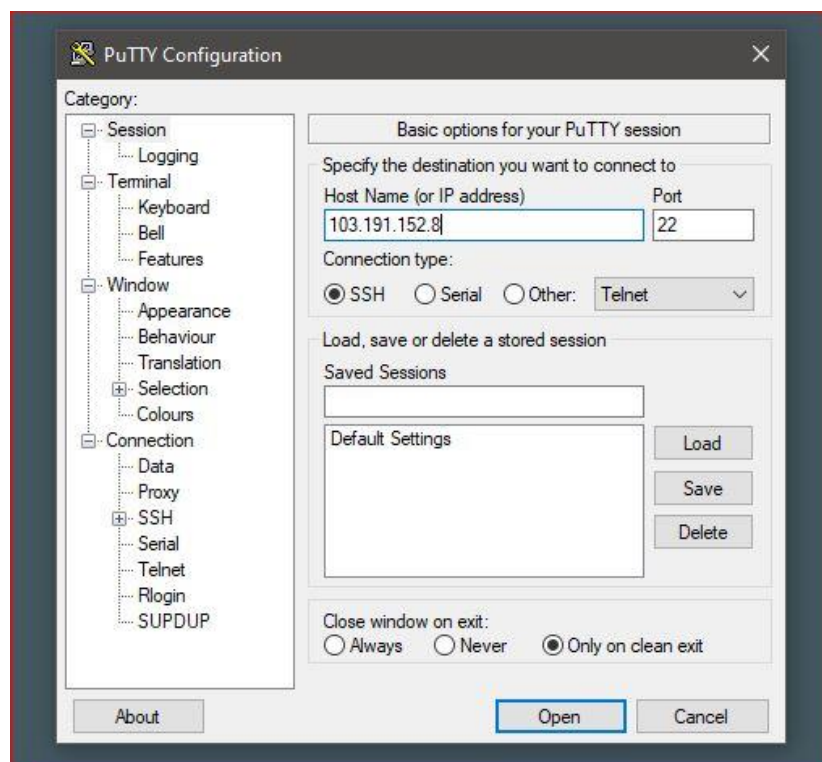 PuTTY Configuration
Category:
Session
Logging
Terminal
Keyboard
Bell
Features
Window
Appearance
Behaviour
Translation
Selection
Colours
Connection
Data
Proxy
SSH
Serial
Telnet
Rlogin
SUPDUP
Basic options for your PuTTY session
Specify the destination you want to connect to
Host Name (or IP address) Port
103.191.152.8 22
Connection type:
SSH Serial Other: Telnet
Load, save or delete a stored session
Saved Sessions
Default Settings
Load
Save
Delete
Close window on exit:
Always Never Only on clean exit
About Open Cancel